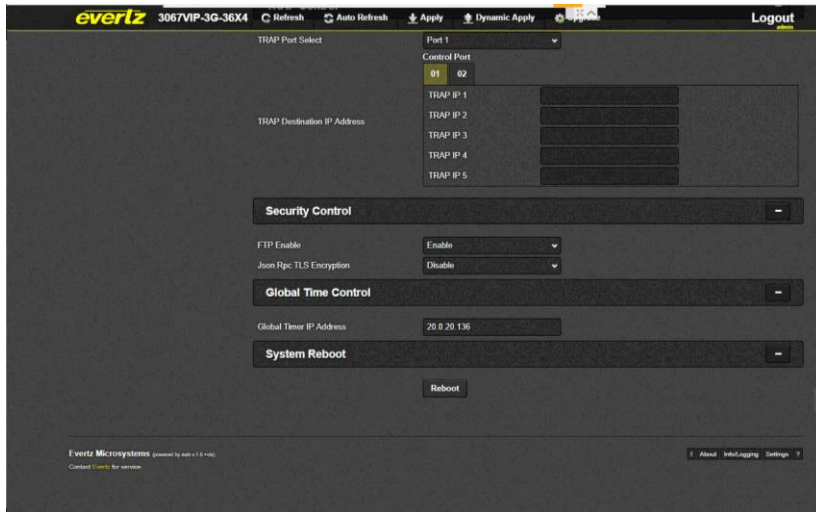 evertz 3067VIP-3G-36X4 Refresh Auto Refresh Apply Dynamic Apply Upgrade Logout
admin
TRAP Port Select Port 1
Control Port
01 02
TRAP IP 1
TRAP IP 2
TRAP Destination IP Address
TRAP IP 3
TRAP IP 4
TRAP IP 5
Security Control
FTP Enable Enable
Json Rpc TLS Encryption Disable
Global Time Control
Global Timer IP Address 20.0.20.136
System Reboot
Reboot
Evertz Microsystems
Contact Evertz for service.
? About Info/Logging Settings ?